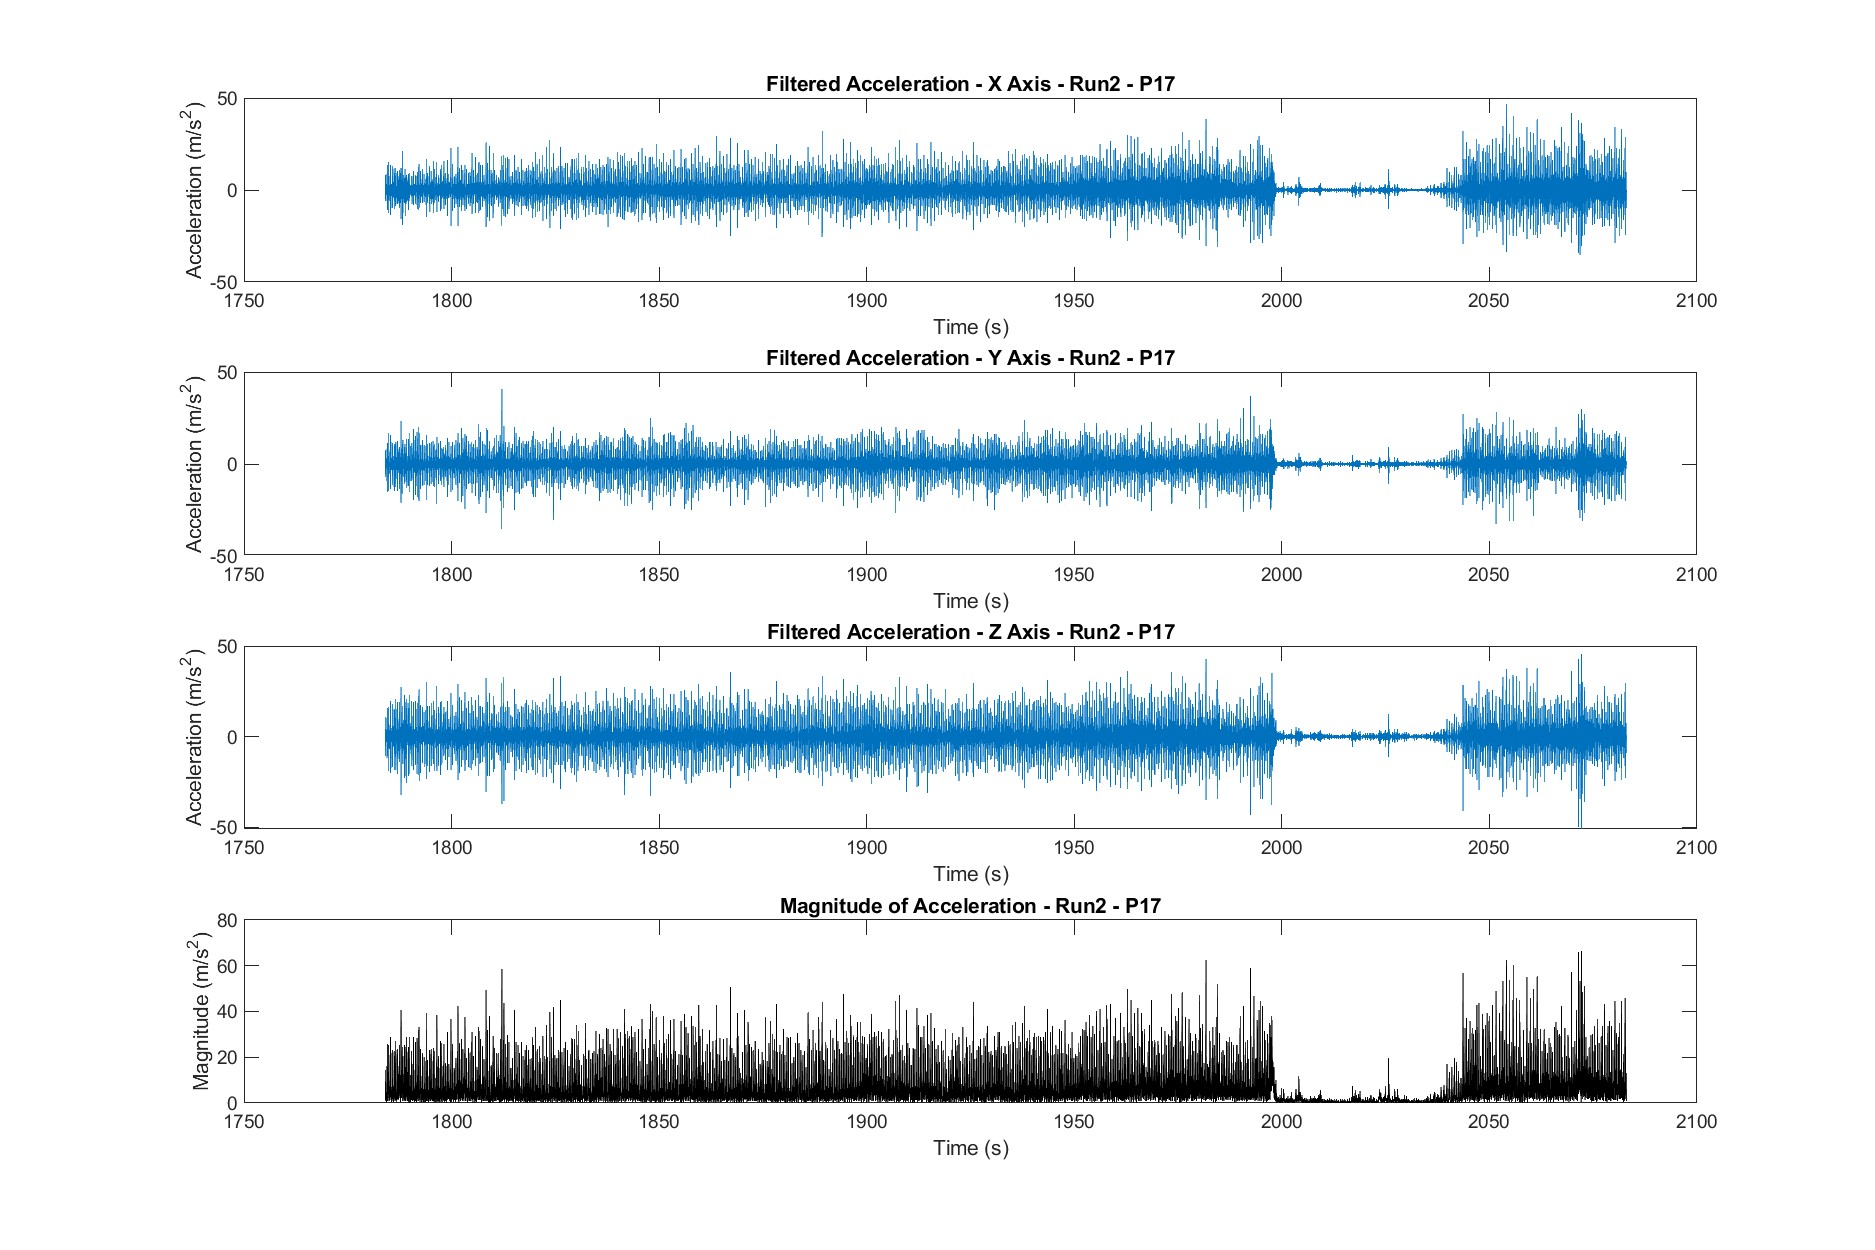 Filtered Acceleration - X Axis - Run2 - P17
50
0
-50
Acceleration (m/s²)
1750 1800 1850 1900 1950 2000 2050 2100
Time (s)
Filtered Acceleration - Y Axis - Run2 - P17
50
0
-50
Acceleration (m/s²)
1750 1800 1850 1900 1950 2000 2050 2100
Time (s)
Filtered Acceleration - Z Axis - Run2 - P17
50
0
-50
Acceleration (m/s²)
1750 1800 1850 1900 1950 2000 2050 2100
Time (s)
Magnitude of Acceleration - Run2 - P17
80
60
40
20
0
Magnitude (m/s²)
1750 1800 1850 1900 1950 2000 2050 2100
Time (s)